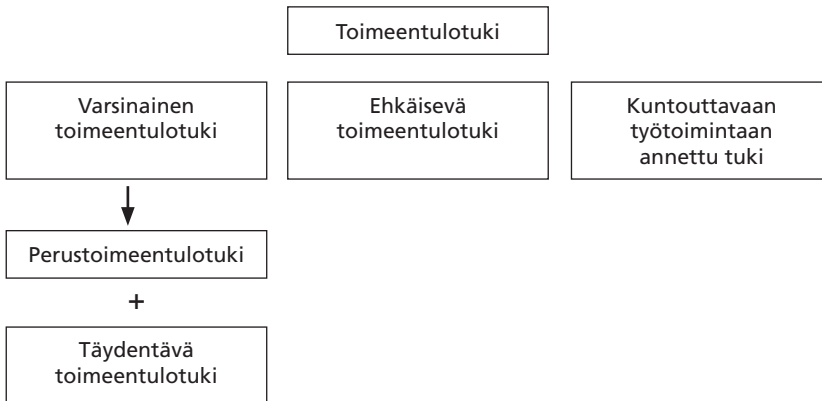 Toimeentulotuki
Varsinainen
toimeentulotuki
Ehkäisevä
toimeentulotuki
Kuntouttavaan
työtoimintaan
annettu tuki
Perustoimeentulotuki
+
Täydentävä
toimeentulotuki